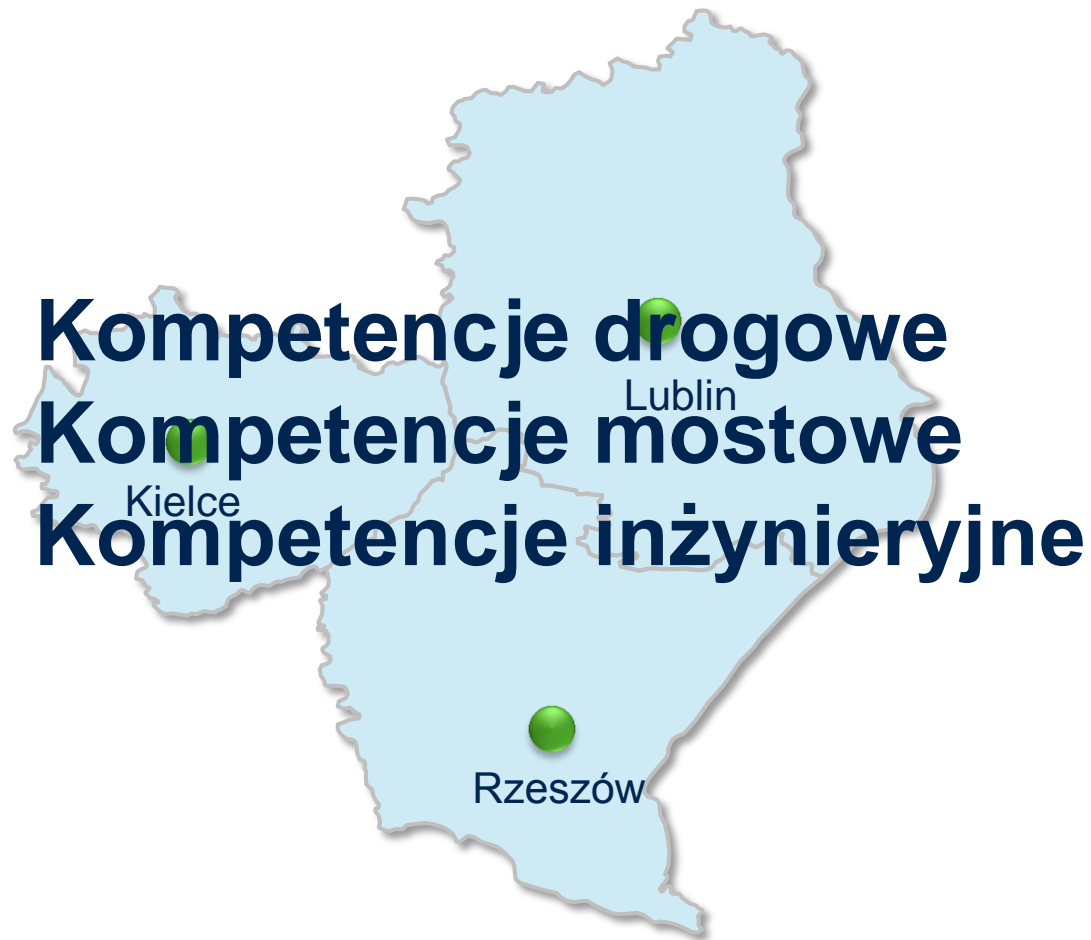 Kompetencje drogowe
Lublin
Kompetencje mostowe
Kielce
Kompetencje inżynieryjne
Rzeszów